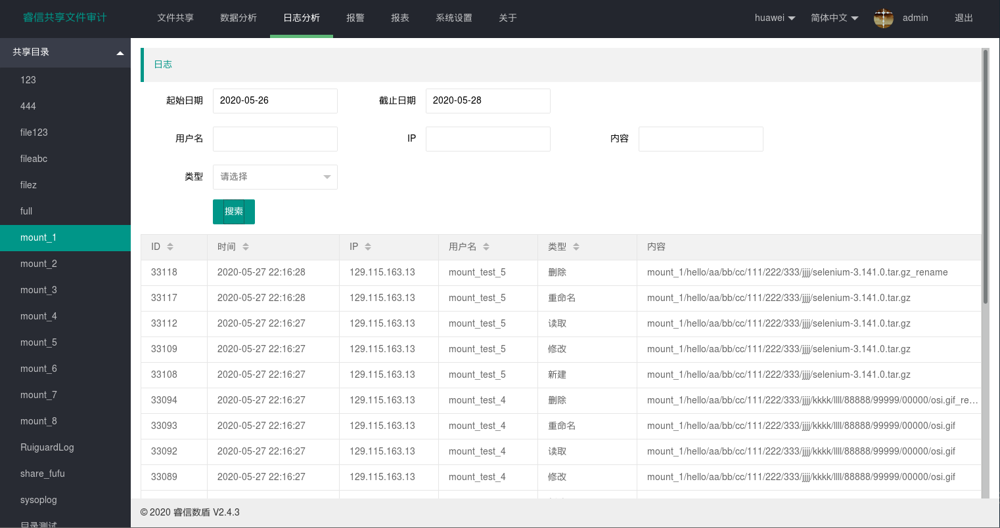 睿信共享文件审计 文件共享 数据分析 日志分析 报警 报表 系统设置 关于 huawei 简体中文 admin 退出
共享目录
123
444
file123
fileabc
filez
full
mount_1
mount_2
mount_3
mount_4
mount_5
mount_6
mount_7
mount_8
RuiguardLog
share_fufu
sysoplog
目录测试
日志
起始日期 2020-05-26 截止日期 2020-05-28
用户名 IP 内容
类型 请选择
搜索
ID 时间 IP 用户名 类型 内容
33118 2020-05-27 22:16:28 129.115.163.13 mount_test_5 删除 mount_1/hello/aa/bb/cc/111/222/333/jjjj/selenium-3.141.0.tar.gz_rename
33117 2020-05-27 22:16:28 129.115.163.13 mount_test_5 重命名 mount_1/hello/aa/bb/cc/111/222/333/jjjj/selenium-3.141.0.tar.gz
33112 2020-05-27 22:16:27 129.115.163.13 mount_test_5 读取 mount_1/hello/aa/bb/cc/111/222/333/jjjj/selenium-3.141.0.tar.gz
33109 2020-05-27 22:16:27 129.115.163.13 mount_test_5 修改 mount_1/hello/aa/bb/cc/111/222/333/jjjj/selenium-3.141.0.tar.gz
33108 2020-05-27 22:16:27 129.115.163.13 mount_test_5 新建 mount_1/hello/aa/bb/cc/111/222/333/jjjj/selenium-3.141.0.tar.gz
33094 2020-05-27 22:16:27 129.115.163.13 mount_test_4 删除 mount_1/hello/aa/bb/cc/111/222/333/jjjj/kkkk/llll/88888/99999/00000/osi.gif_re...
33093 2020-05-27 22:16:27 129.115.163.13 mount_test_4 重命名 mount_1/hello/aa/bb/cc/111/222/333/jjjj/kkkk/llll/88888/99999/00000/osi.gif
33092 2020-05-27 22:16:27 129.115.163.13 mount_test_4 读取 mount_1/hello/aa/bb/cc/111/222/333/jjjj/kkkk/llll/88888/99999/00000/osi.gif
33089 2020-05-27 22:16:27 129.115.163.13 mount_test_4 修改 mount_1/hello/aa/bb/cc/111/222/333/jjjj/kkkk/llll/88888/99999/00000/osi.gif
© 2020 睿信数盾 V2.4.3